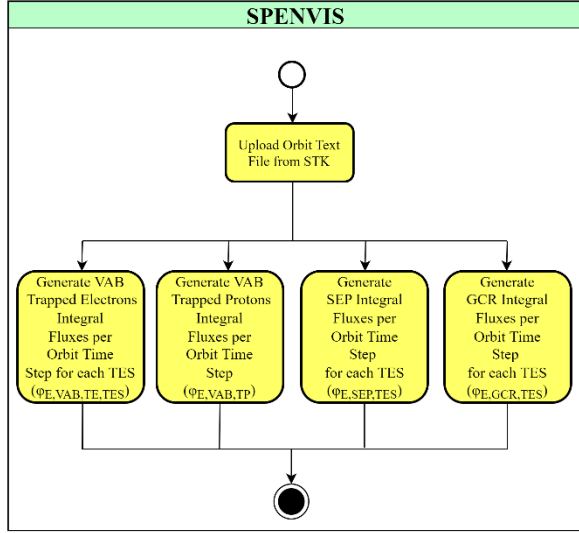 SPENVIS
Upload Orbit Text
File from STK
Generate VAB
Trapped Electrons
Integral
Fluxes per
Orbit Time
Step for each TES
(φE,VAB,TE,TES)
Generate VAB
Trapped Protons
Integral
Fluxes per
Orbit Time
Step
(φE,VAB,TP)
Generate
SEP Integral
Fluxes per
Orbit Time
Step
for each TES
(φE,SEP,TES)
Generate
GCR Integral
Fluxes per
Orbit Time
Step
for each TES
(φE,GCR,TES)